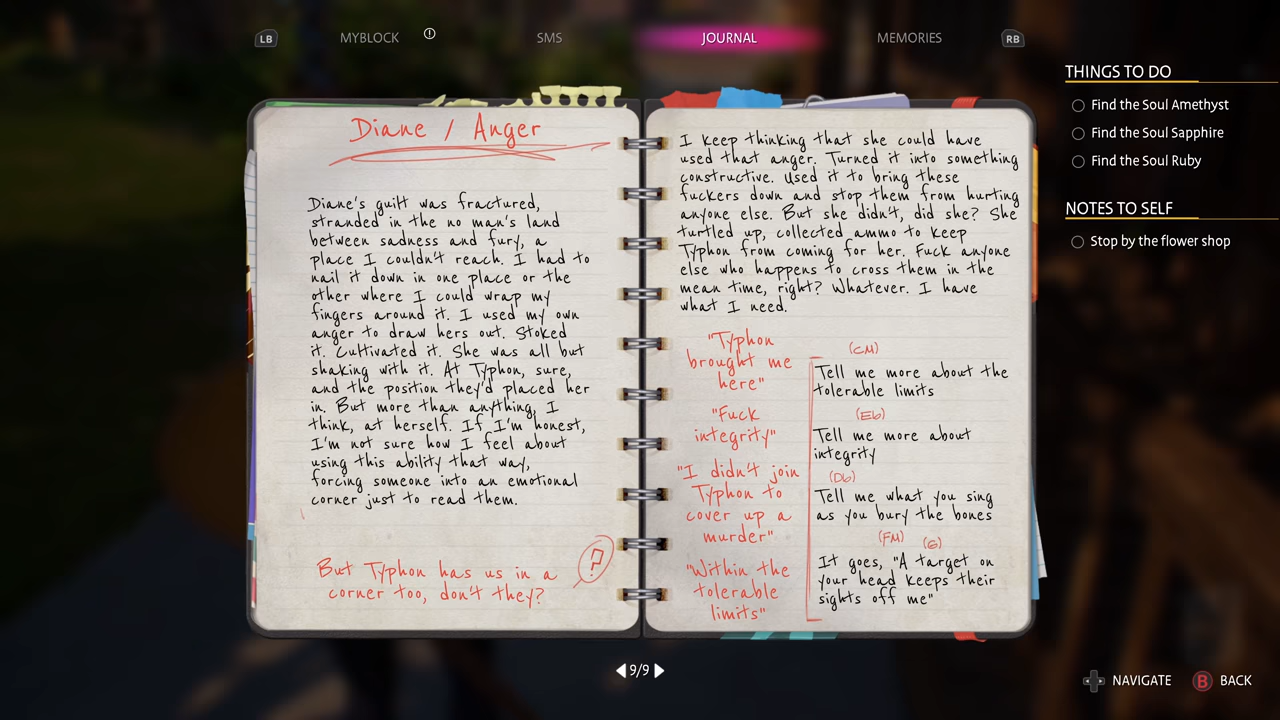 LB
MYBLOCK
SMS
JOURNAL
MEMORIES
RB
Diane / Anger
Diane's guilt was fractured,
stranded in the no man's land
between sadness and fury, a
place I couldn't reach. I had to
nail it down in one place or the
other where I could wrap my
fingers around it. I used my own
anger to draw hers out. Stoked
it. Cultivated it. She was all but
shaking with it. At Typhon, sure,
and the position they'd placed her
in. But more than anything, I
think, at herself. If I'm honest,
I'm not sure how I feel about
using this ability that way,
forcing someone into an emotional
corner just to read them.
But Typhon has us in a
corner too, don't they?
?
I keep thinking that she could have
used that anger. Turned it into something
constructive. Used it to bring these
fuckers down and stop them from hurting
anyone else. But she didn't, did she? She
turtled up, collected ammo to keep
Typhon from coming for her. Fuck anyone
else who happens to cross them in the
mean time, right? Whatever. I have
what I need.
"Typhon
brought me
here"
"Fuck
integrity"
"I didn't join
Typhon to
cover up a
murder"
"Within the
tolerable
limits"
(CM)
Tell me more about the
tolerable limits
(Eb)
Tell me more about
integrity
(Db)
Tell me what you sing
as you bury the bones
(FM) (G)
It goes, "A target on
your head keeps their
sights off me"
THINGS TO DO
Find the Soul Amethyst
Find the Soul Sapphire
Find the Soul Ruby
NOTES TO SELF
Stop by the flower shop
9/9
NAVIGATE
B BACK